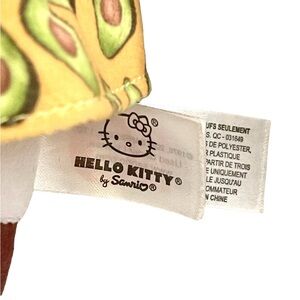 HELLO KITTY®
by Sanrio®
UFS SEULEMENT
S. QC - 031649
S DE POLYESTER,
PLASTIQUE
PARTIR DE TROIS
E UNIQUEMENT
LE JUSQU'AU
OMMATEUR
N CHINE